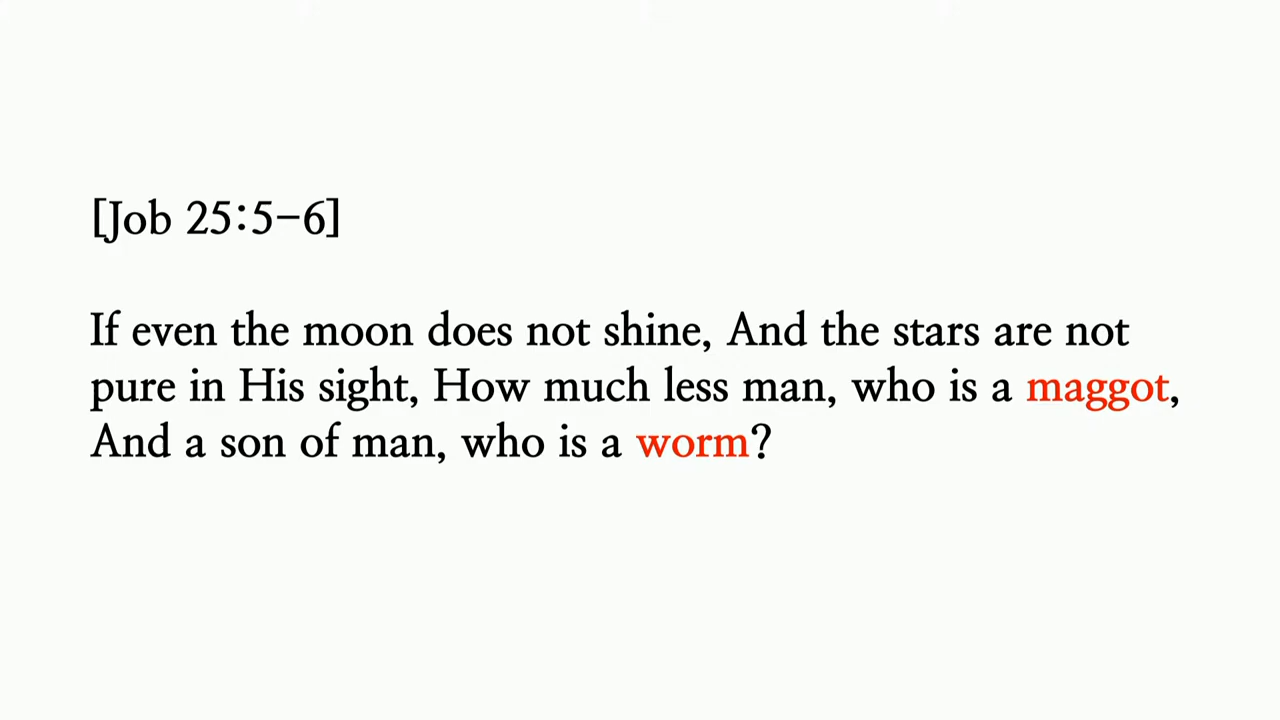 [Job 25:5–6]
If even the moon does not shine, And the stars are not
pure in His sight, How much less man, who is a maggot,
And a son of man, who is a worm?